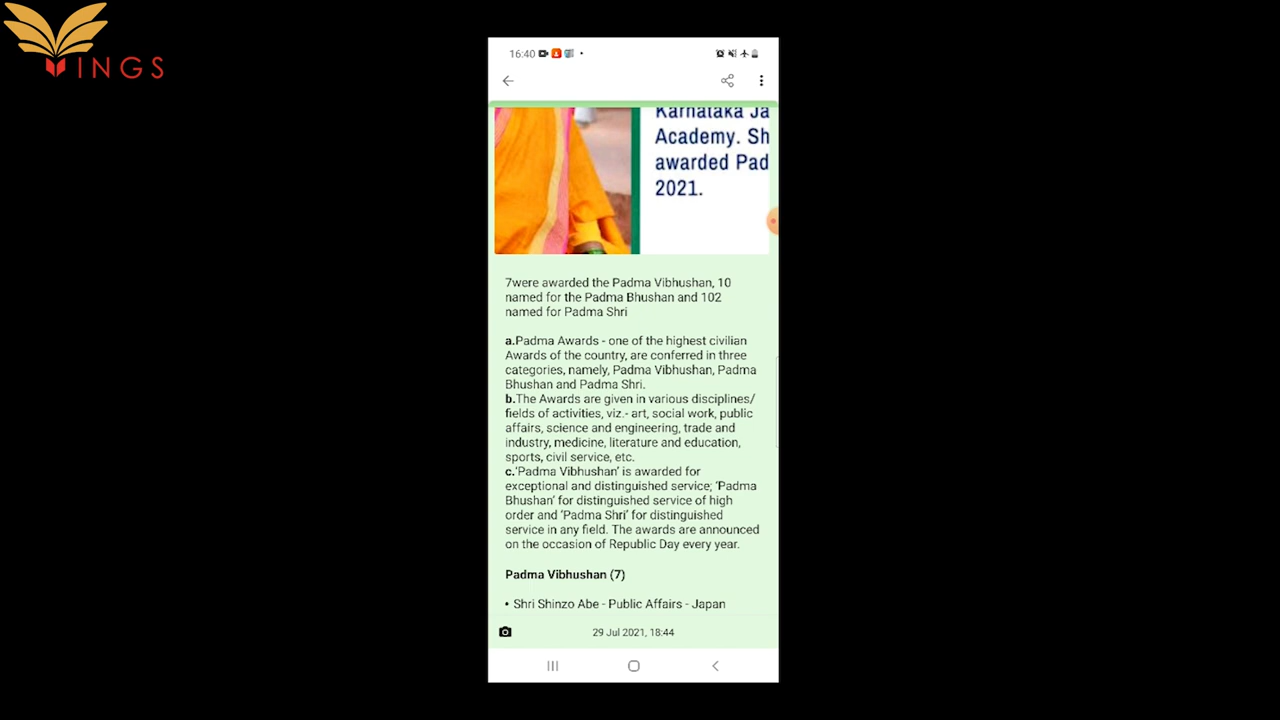 WINGS
16:40
Karnataka Ja
Academy. Sh
awarded Pad
2021.
7were awarded the Padma Vibhushan, 10
named for the Padma Bhushan and 102
named for Padma Shri
a.Padma Awards - one of the highest civilian
Awards of the country, are conferred in three
categories, namely, Padma Vibhushan, Padma
Bhushan and Padma Shri.
b.The Awards are given in various disciplines/
fields of activities, viz.- art, social work, public
affairs, science and engineering, trade and
industry, medicine, literature and education,
sports, civil service, etc.
c.‘Padma Vibhushan’ is awarded for
exceptional and distinguished service; ‘Padma
Bhushan’ for distinguished service of high
order and ‘Padma Shri’ for distinguished
service in any field. The awards are announced
on the occasion of Republic Day every year.
Padma Vibhushan (7)
• Shri Shinzo Abe - Public Affairs - Japan
29 Jul 2021, 18:44